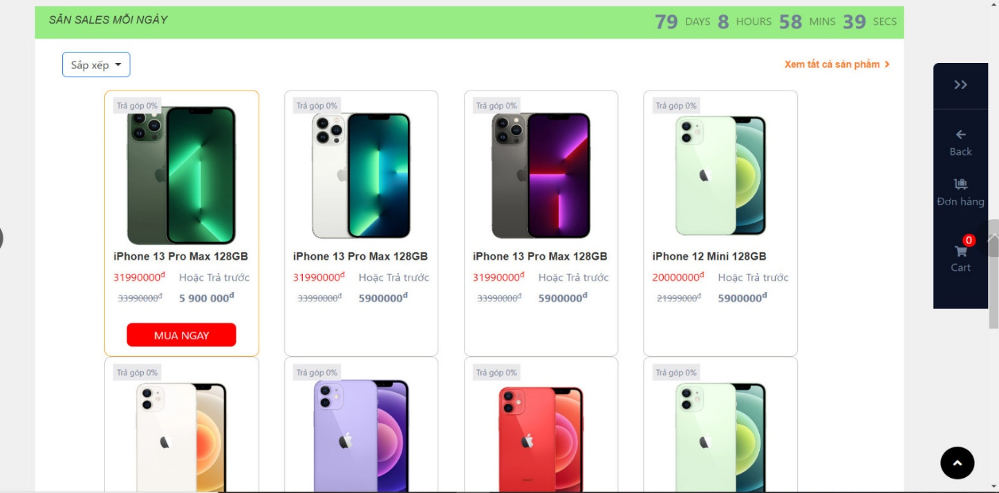 SĂN SALES MỖI NGÀY 79 DAYS 8 HOURS 58 MINS 39 SECS
Sắp xếp
Xem tất cả sản phẩm
Trả góp 0%
iPhone 13 Pro Max 128GB
31990000đ Hoặc Trả trước
33990000đ 5 900 000đ
MUA NGAY
Trả góp 0%
iPhone 13 Pro Max 128GB
31990000đ Hoặc Trả trước
33990000đ 5900000đ
Trả góp 0%
iPhone 13 Pro Max 128GB
31990000đ Hoặc Trả trước
33990000đ 5900000đ
Trả góp 0%
iPhone 12 Mini 128GB
20000000đ Hoặc Trả trước
21999000đ 5900000đ
Trả góp 0%
Trả góp 0%
Trả góp 0%
Trả góp 0%
Back
Đơn hàng
0
Cart